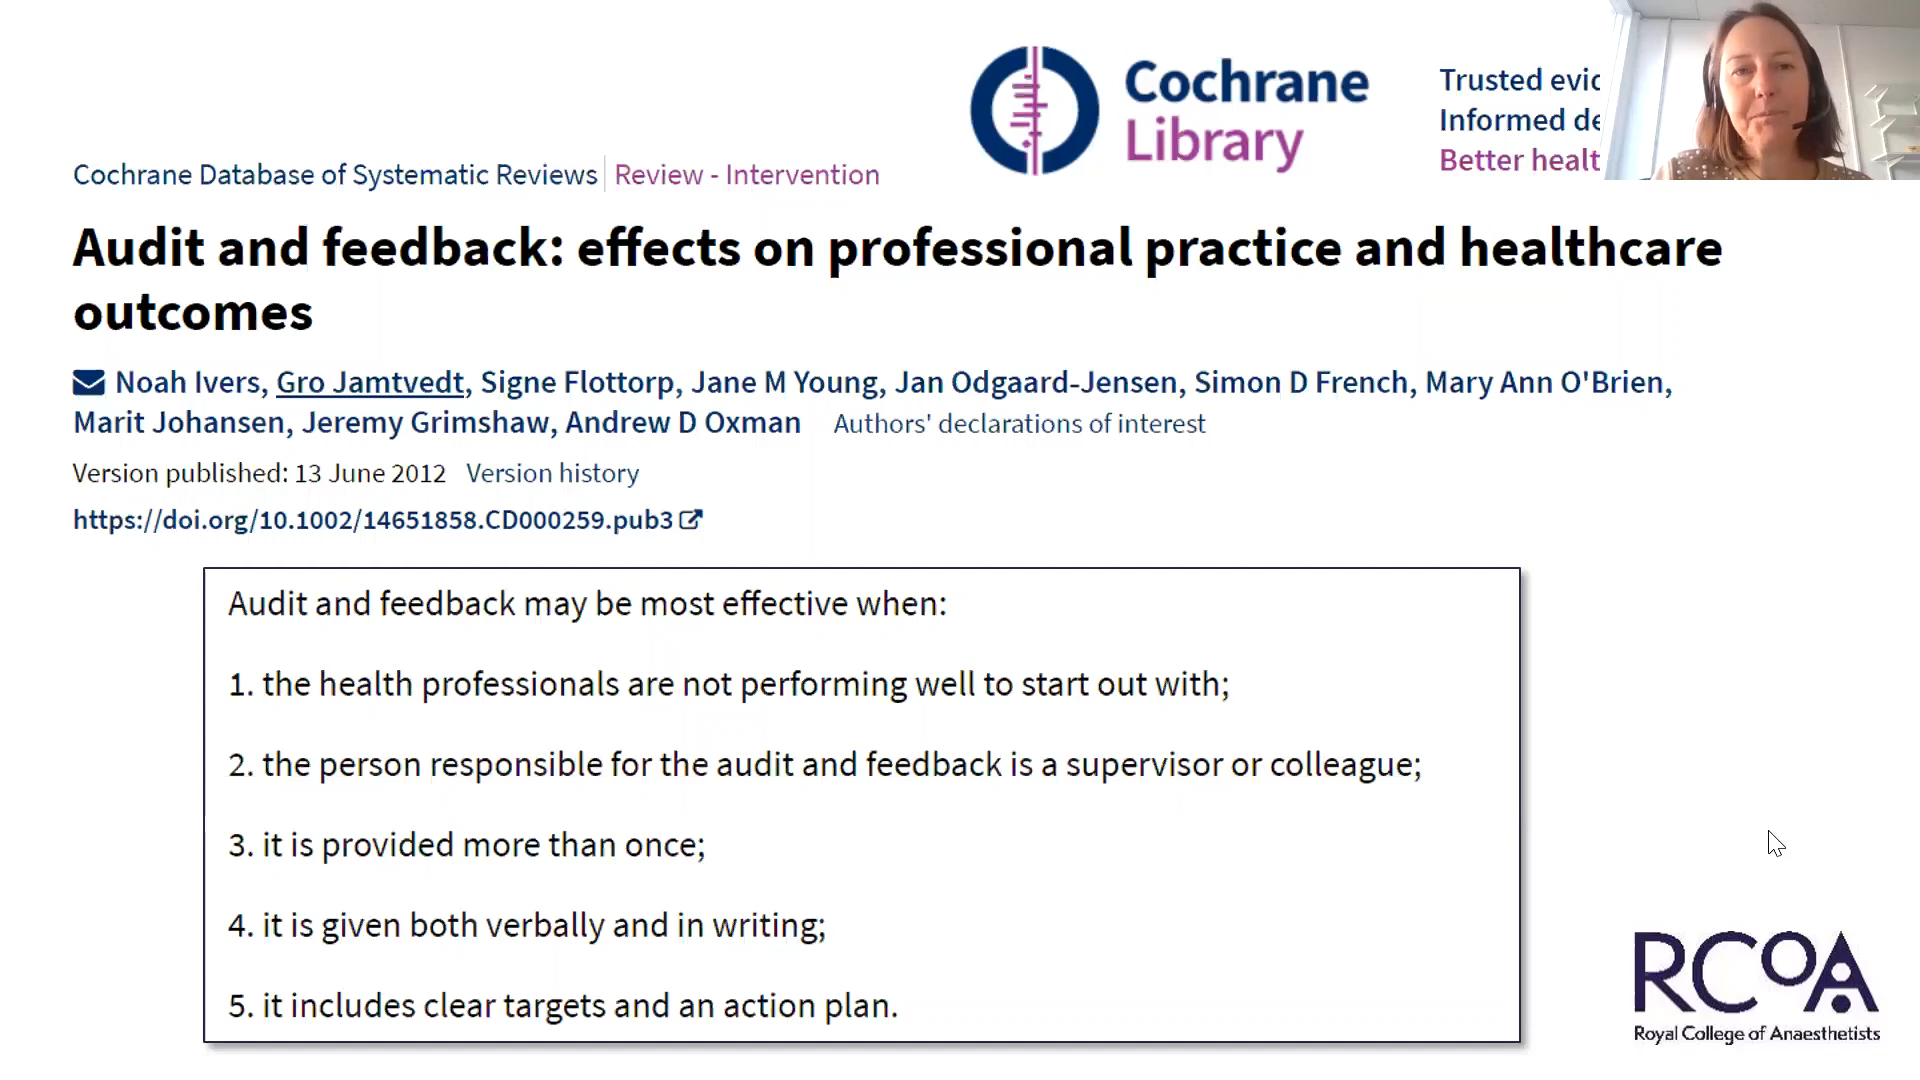 Cochrane Library
Trusted evic
Informed de
Better healt
Cochrane Database of Systematic Reviews Review - Intervention
Audit and feedback: effects on professional practice and healthcare
outcomes
Noah Ivers, Gro Jamtvedt, Signe Flottorp, Jane M Young, Jan Odgaard-Jensen, Simon D French, Mary Ann O'Brien,
Marit Johansen, Jeremy Grimshaw, Andrew D Oxman Authors' declarations of interest
Version published: 13 June 2012 Version history
https://doi.org/10.1002/14651858.CD000259.pub3
Audit and feedback may be most effective when:
1. the health professionals are not performing well to start out with;
2. the person responsible for the audit and feedback is a supervisor or colleague;
3. it is provided more than once;
4. it is given both verbally and in writing;
5. it includes clear targets and an action plan.
RCOA
Royal College of Anaesthetists